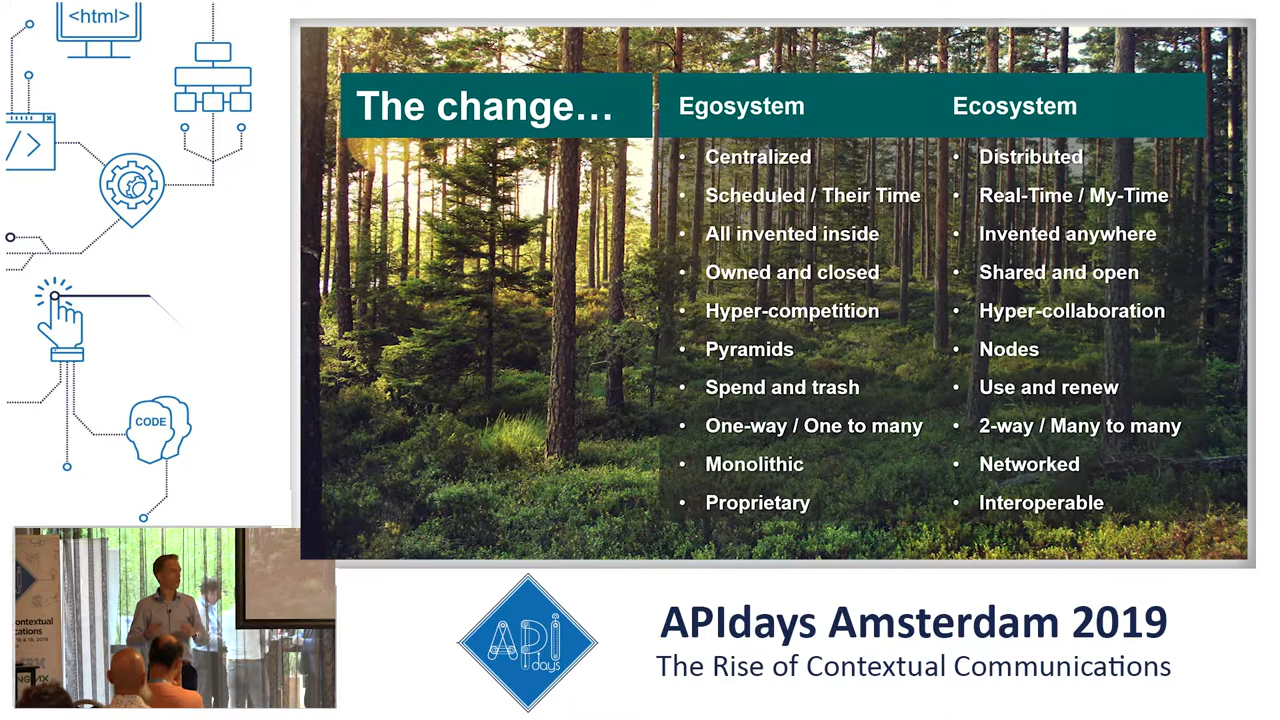 <html>
</>
CODE
The change...
Egosystem
• Centralized
• Scheduled / Their Time
• All invented inside
• Owned and closed
• Hyper-competition
• Pyramids
• Spend and trash
• One-way / One to many
• Monolithic
• Proprietary
Ecosystem
• Distributed
• Real-Time / My-Time
• Invented anywhere
• Shared and open
• Hyper-collaboration
• Nodes
• Use and renew
• 2-way / Many to many
• Networked
• Interoperable
ontextual
API
days
APIdays Amsterdam 2019
The Rise of Contextual Communications